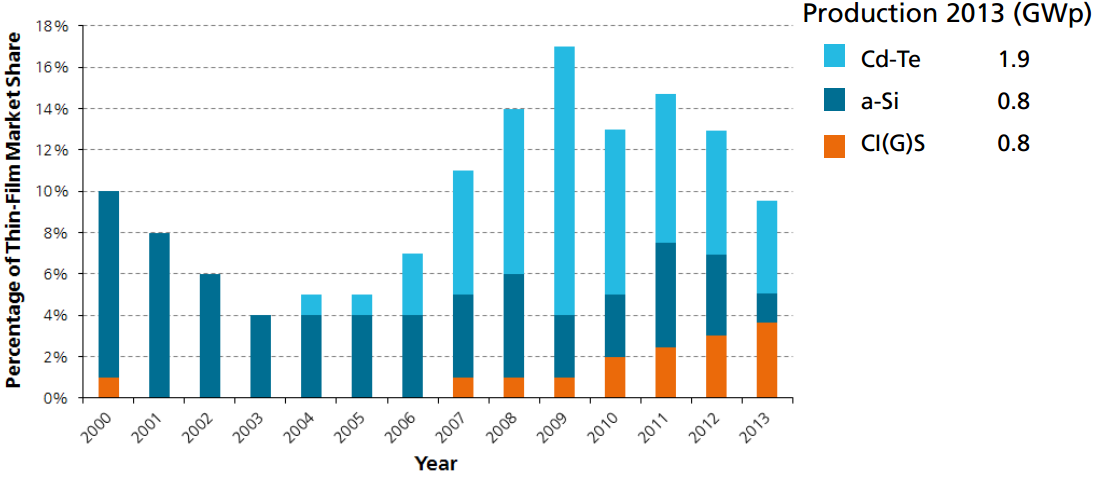 Production 2013 (GWp)
Cd-Te 1.9
a-Si 0.8
CI(G)S 0.8
Percentage of Thin-Film Market Share
18%
16%
14%
12%
10%
8%
6%
4%
2%
0%
2000 2001 2002 2003 2004 2005 2006 2007 2008 2009 2010 2011 2012 2013
Year